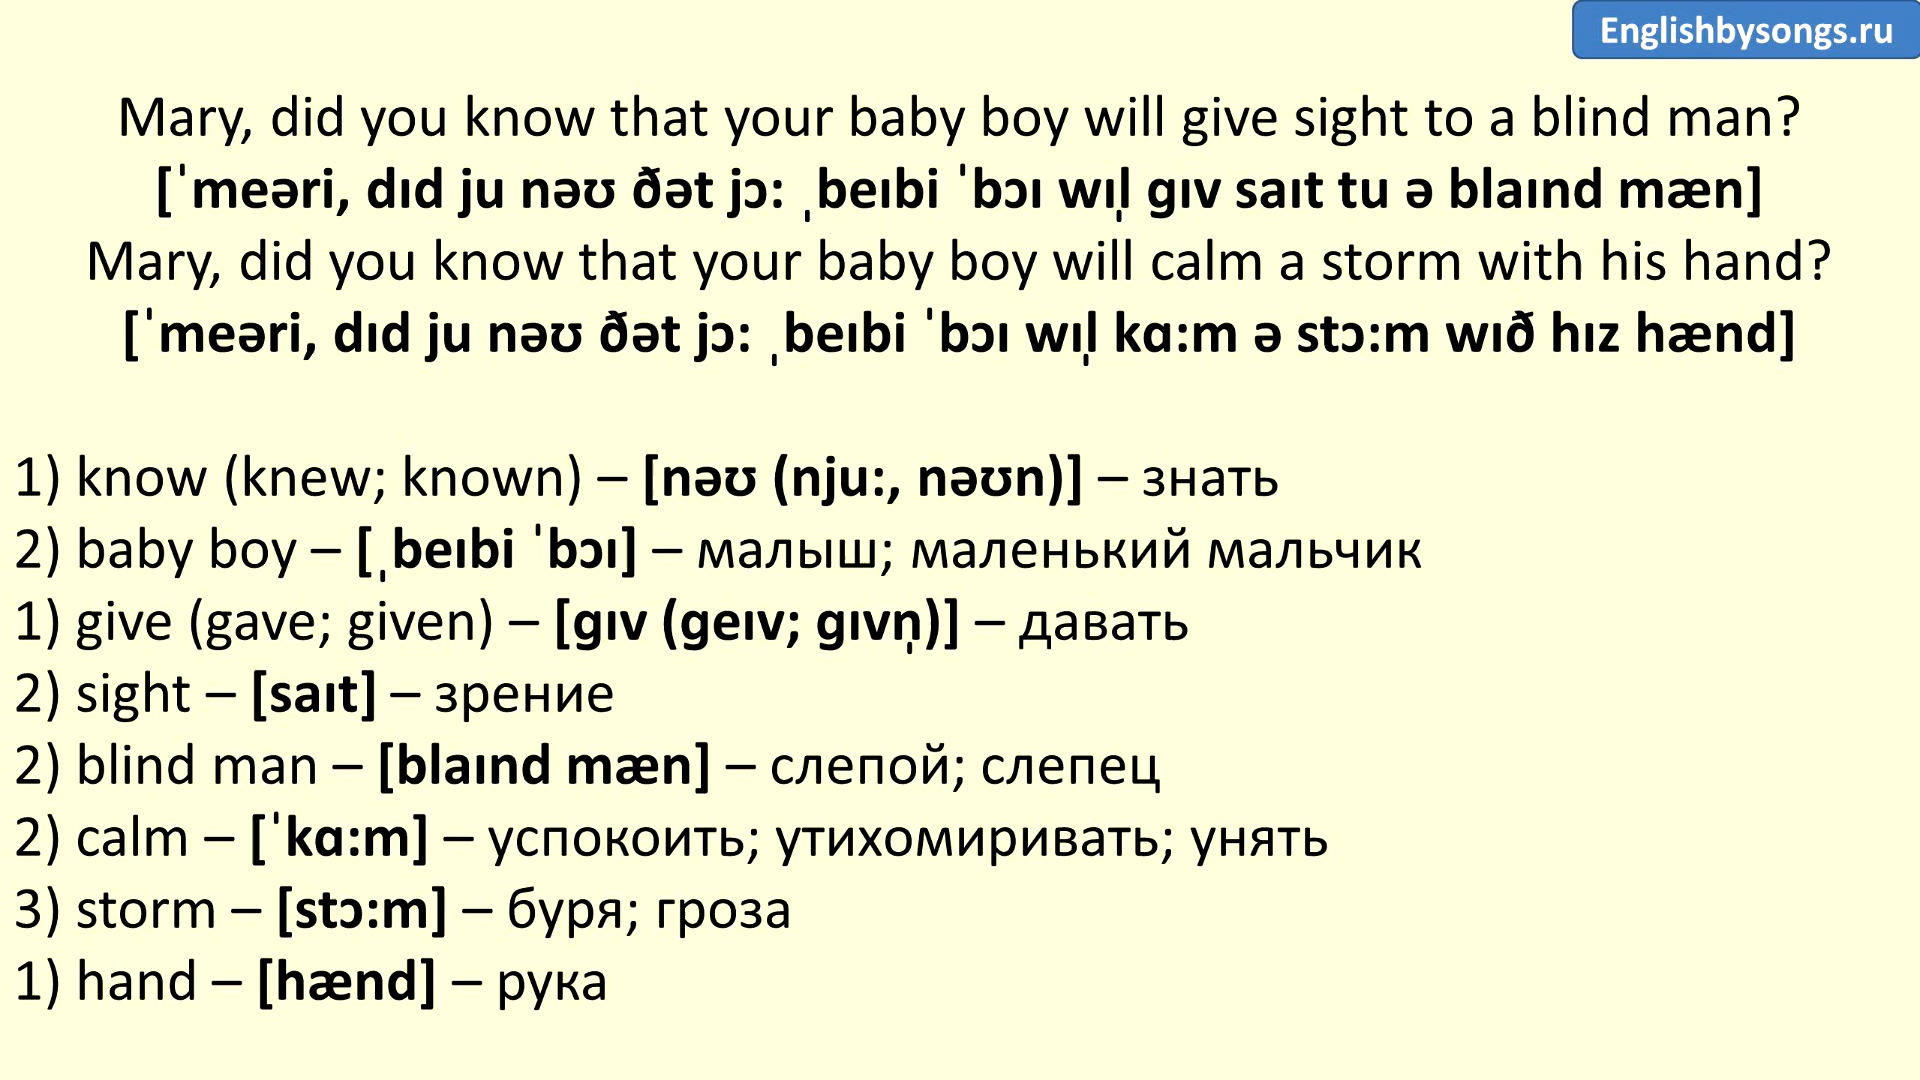 Englishbysongs.ru
Mary, did you know that your baby boy will give sight to a blind man?
[ˈmeəri, dɪd ju nəʊ ðət jɔ: ˌbeɪbi ˈbɔɪ wɪl̩ gɪv saɪt tu ə blaɪnd mæn]
Mary, did you know that your baby boy will calm a storm with his hand?
[ˈmeəri, dɪd ju nəʊ ðət jɔ: ˌbeɪbi ˈbɔɪ wɪl̩ kɑ:m ə stɔ:m wɪð hɪz hænd]
1) know (knew; known) – [nəʊ (nju:, nəʊn)] – знать
2) baby boy – [ˌbeɪbi ˈbɔɪ] – малыш; маленький мальчик
1) give (gave; given) – [gɪv (geɪv; gɪvn̩)] – давать
2) sight – [saɪt] – зрение
2) blind man – [blaɪnd mæn] – слепой; слепец
2) calm – [ˈkɑ:m] – успокоить; утихомиривать; унять
3) storm – [stɔ:m] – буря; гроза
1) hand – [hænd] – рука